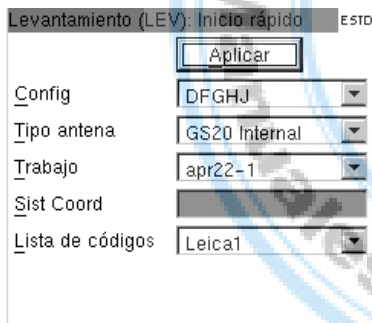 Levantamiento (LEV): Inicio rápido ESTD
Aplicar
Config DFGHJ
Tipo antena GS20 Internal
Trabajo apr22-1
Sist Coord
Lista de códigos Leica1
Manuales